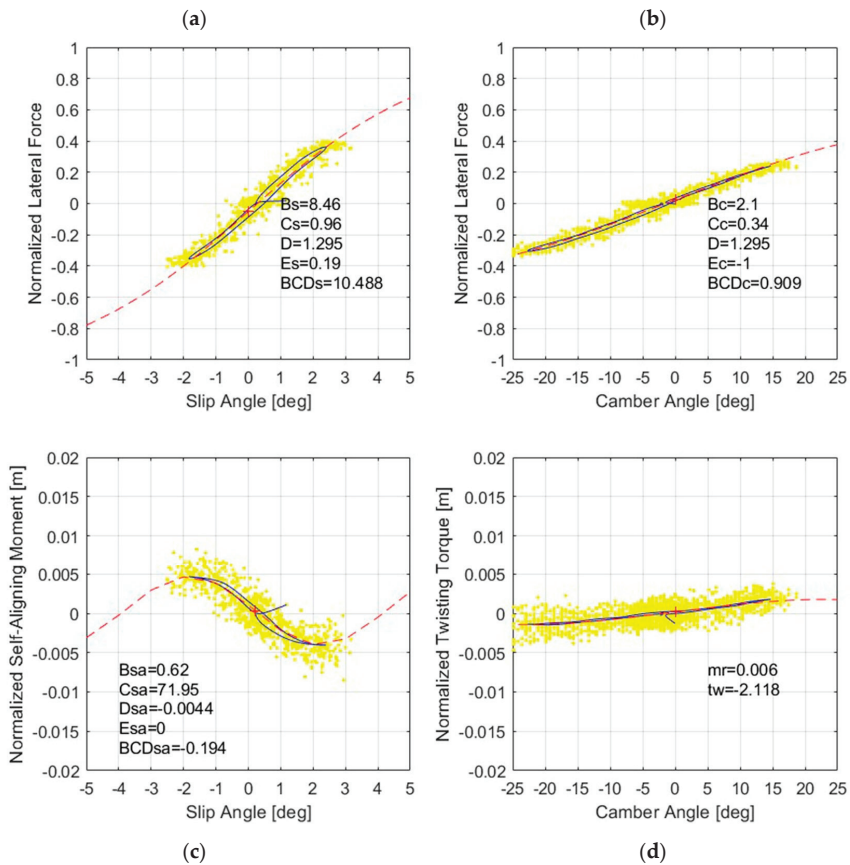 (a)
(b)
1
0.8
0.6
0.4
0.2
0
-0.2
-0.4
-0.6
-0.8
-1
Normalized Lateral Force
Bs=8.46
Cs=0.96
D=1.295
Es=0.19
BCDs=10.488
-5 -4 -3 -2 -1 0 1 2 3 4 5
Slip Angle [deg]
1
0.8
0.6
0.4
0.2
0
-0.2
-0.4
-0.6
-0.8
-1
Normalized Lateral Force
Bc=2.1
Cc=0.34
D=1.295
Ec=-1
BCDc=0.909
-25 -20 -15 -10 -5 0 5 10 15 20 25
Camber Angle [deg]
0.02
0.015
0.01
0.005
0
-0.005
-0.01
-0.015
-0.02
Normalized Self-Aligning Moment [m]
Bsa=0.62
Csa=71.95
Dsa=-0.0044
Esa=0
BCDsa=-0.194
-5 -4 -3 -2 -1 0 1 2 3 4 5
Slip Angle [deg]
0.02
0.015
0.01
0.005
0
-0.005
-0.01
-0.015
-0.02
Normalized Twisting Torque [m]
mr=0.006
tw=-2.118
-25 -20 -15 -10 -5 0 5 10 15 20 25
Camber Angle [deg]
(c)
(d)